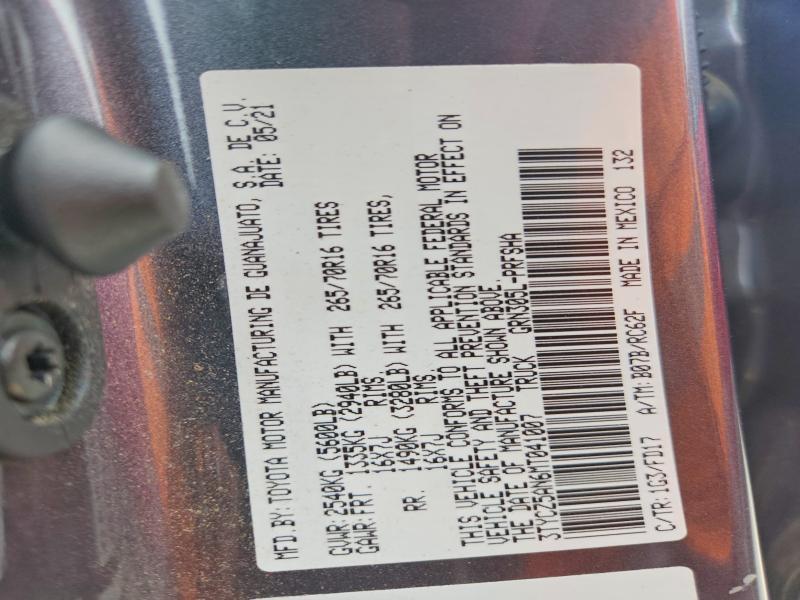 MFD.BY:TOYOTA MOTOR MANUFACTURING DE GUANAJUATO, S.A. DE C.V.
DATE: 05/21
GVWR:2540KG (5600LB)
GAWR:FRT. 1335KG (2940LB) WITH 265/70R16 TIRES
16X7J RIMS.
RR. 1490KG (3280LB) WITH 265/70R16 TIRES,
16X7J RIMS.
THIS VEHICLE CONFORMS TO ALL APPLICABLE FEDERAL MOTOR
VEHICLE SAFETY AND THEFT PREVENTION STANDARDS IN EFFECT ON
THE DATE OF MANUFACTURE SHOWN ABOVE.
3TYCZ5AN6MT041007 TRUCK GRN305L-PRFSHA
C/TR:1G3/FD17 A/TM:B07B/RC62F MADE IN MEXICO 132